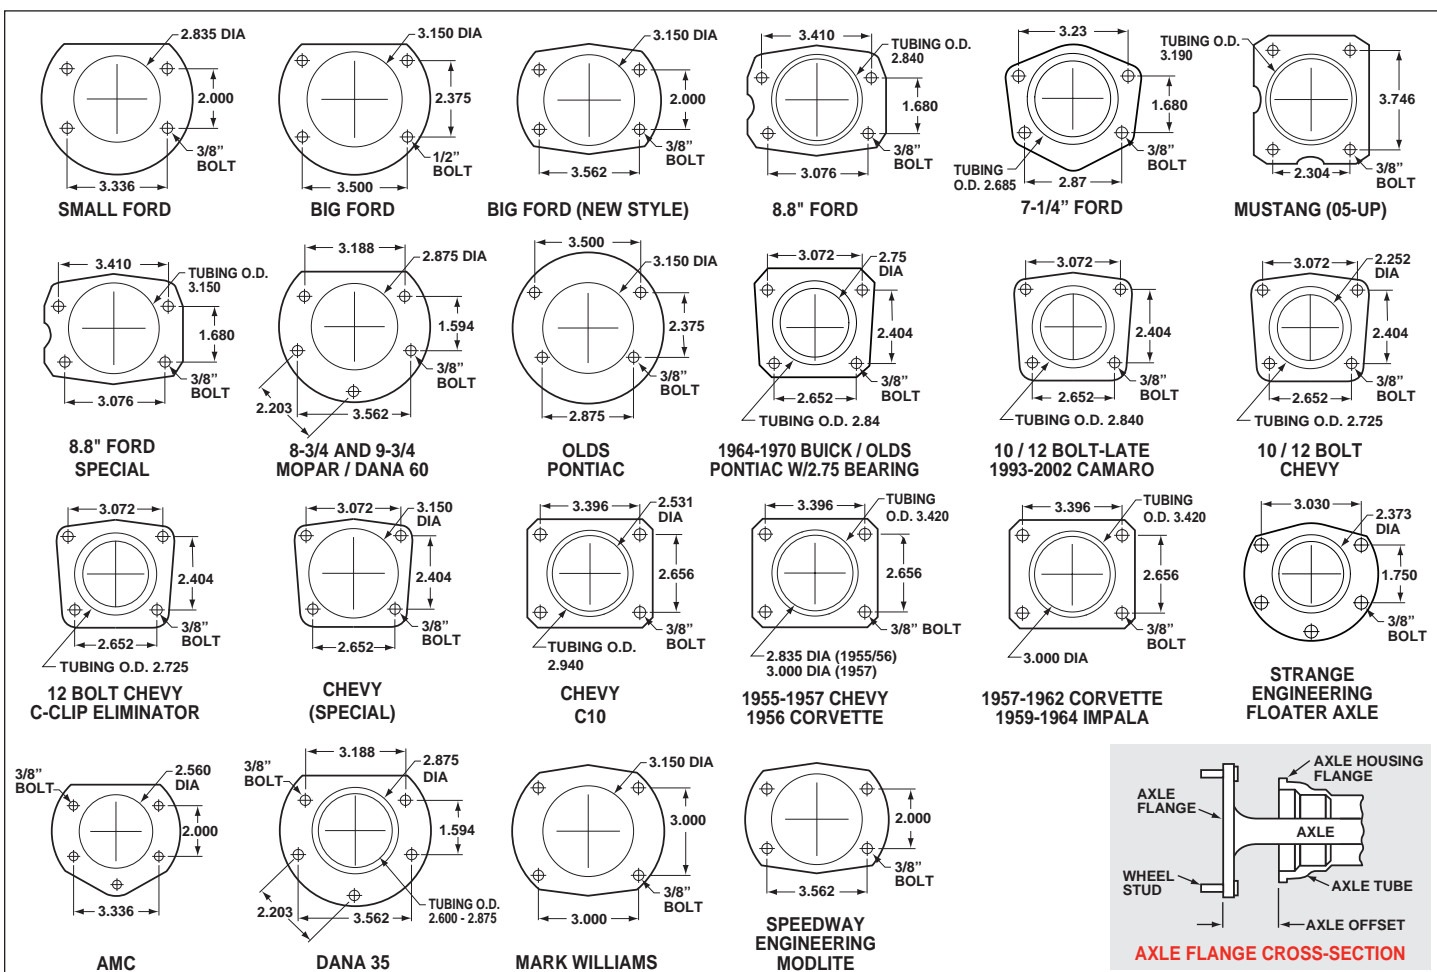 2.835 DIA
2.000
3/8”
BOLT
3.336
SMALL FORD
3.150 DIA
2.375
1/2”
BOLT
3.500
BIG FORD
3.150 DIA
2.000
3/8”
BOLT
3.562
BIG FORD (NEW STYLE)
3.410
TUBING O.D.
2.840
1.680
3/8”
BOLT
3.076
8.8" FORD
3.23
1.680
TUBING
O.D. 2.685
3/8”
BOLT
2.87
7-1/4” FORD
TUBING O.D.
3.190
3.746
2.304
3/8”
BOLT
MUSTANG (05-UP)
3.410
TUBING O.D.
3.150
1.680
3/8”
BOLT
3.076
8.8" FORD
SPECIAL
3.188
2.875 DIA
1.594
3/8”
BOLT
2.203
3.562
8-3/4 AND 9-3/4
MOPAR / DANA 60
3.500
3.150 DIA
2.375
3/8”
BOLT
2.875
OLDS
PONTIAC
3.072
2.75
DIA
2.404
3/8”
BOLT
2.652
TUBING O.D. 2.84
1964-1970 BUICK / OLDS
PONTIAC W/2.75 BEARING
3.072
2.404
3/8”
BOLT
2.652
TUBING O.D. 2.840
10 / 12 BOLT-LATE
1993-2002 CAMARO
3.072
2.252
DIA
2.404
3/8”
BOLT
2.652
TUBING O.D. 2.725
10 / 12 BOLT
CHEVY
3.072
2.404
3/8”
BOLT
2.652
TUBING O.D. 2.725
12 BOLT CHEVY
C-CLIP ELIMINATOR
3.072
3.150
DIA
2.404
3/8”
BOLT
2.652
CHEVY
(SPECIAL)
3.396
2.531
DIA
2.656
3/8”
BOLT
TUBING O.D.
2.940
CHEVY
C10
3.396
TUBING
O.D. 3.420
2.656
3/8” BOLT
2.835 DIA (1955/56)
3.000 DIA (1957)
1955-1957 CHEVY
1956 CORVETTE
3.396
TUBING
O.D. 3.420
2.656
3/8”
BOLT
3.000 DIA
1957-1962 CORVETTE
1959-1964 IMPALA
3.030
2.373
DIA
1.750
3/8”
BOLT
STRANGE
ENGINEERING
FLOATER AXLE
3/8”
BOLT
2.560
DIA
2.000
3.336
AMC
3/8”
BOLT
3.188
2.875
DIA
1.594
2.203
3.562
TUBING O.D.
2.600 - 2.875
DANA 35
3.150 DIA
3.000
3/8”
BOLT
3.000
MARK WILLIAMS
2.000
3/8”
BOLT
3.562
SPEEDWAY
ENGINEERING
MODLITE
AXLE HOUSING
FLANGE
AXLE
FLANGE
AXLE
WHEEL
STUD
AXLE TUBE
AXLE OFFSET
AXLE FLANGE CROSS-SECTION